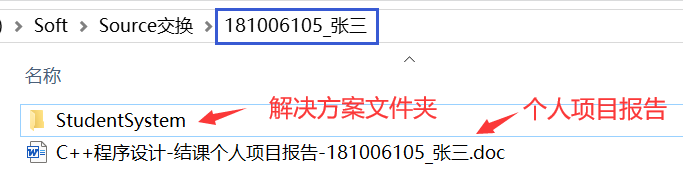 ) Soft Source交换 181006105_张三
名称
StudentSystem 解决方案文件夹 个人项目报告
C++程序设计-结课个人项目报告-181006105_张三.doc